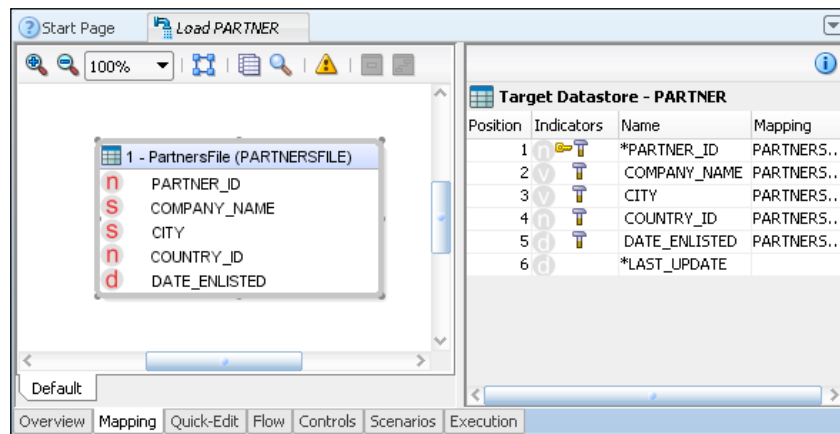 Start Page Load PARTNER
100%
1 - PartnersFile (PARTNERSFILE)
n PARTNER_ID
s COMPANY_NAME
s CITY
n COUNTRY_ID
d DATE_ENLISTED
Default
Target Datastore - PARTNER
Position Indicators Name Mapping
1 n *PARTNER_ID PARTNERS..
2 v COMPANY_NAME PARTNERS..
3 v CITY PARTNERS..
4 n COUNTRY_ID PARTNERS..
5 d DATE_ENLISTED PARTNERS..
6 d *LAST_UPDATE
Overview Mapping Quick-Edit Flow Controls Scenarios Execution